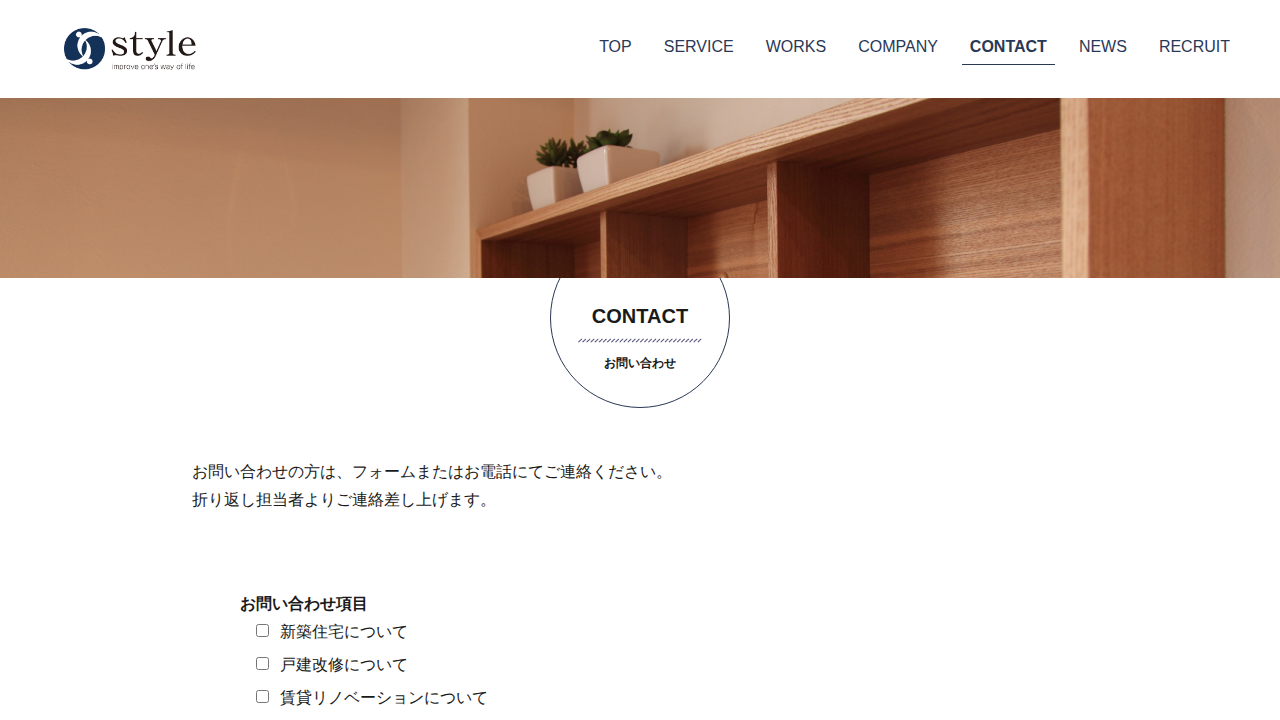 style
improve one's way of life
TOP
SERVICE
WORKS
COMPANY
CONTACT
NEWS
RECRUIT
CONTACT
お問い合わせ
お問い合わせの方は、フォームまたはお電話にてご連絡ください。
折り返し担当者よりご連絡差し上げます。
お問い合わせ項目
新築住宅について
戸建改修について
賃貸リノベーションについて